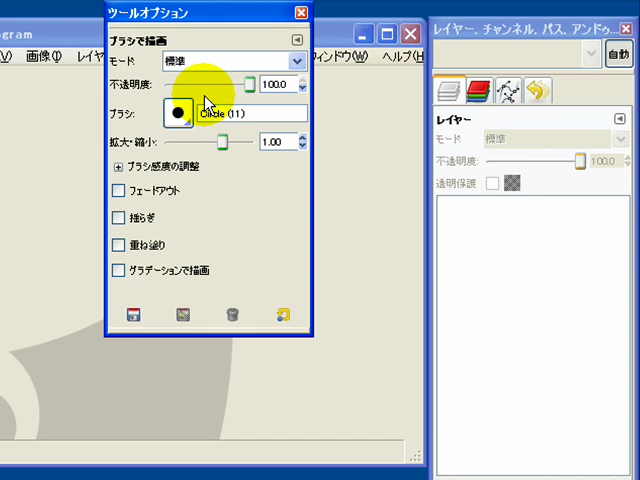 ogram
(V) 画像(I) レイヤ
ィンドウ(W) ヘルプ(H
ツールオプション
ブラシで描画
モード 標準
不透明度: 100.0
ブラシ: Circle (11)
拡大・縮小: 1.00
ブラシ感度の調整
フェードアウト
揺らぎ
重ね塗り
グラデーションで描画
レイヤー, チャンネル, パス, アンドゥ...
自動
レイヤー
モード: 標準
不透明度: 100.0
透明保護